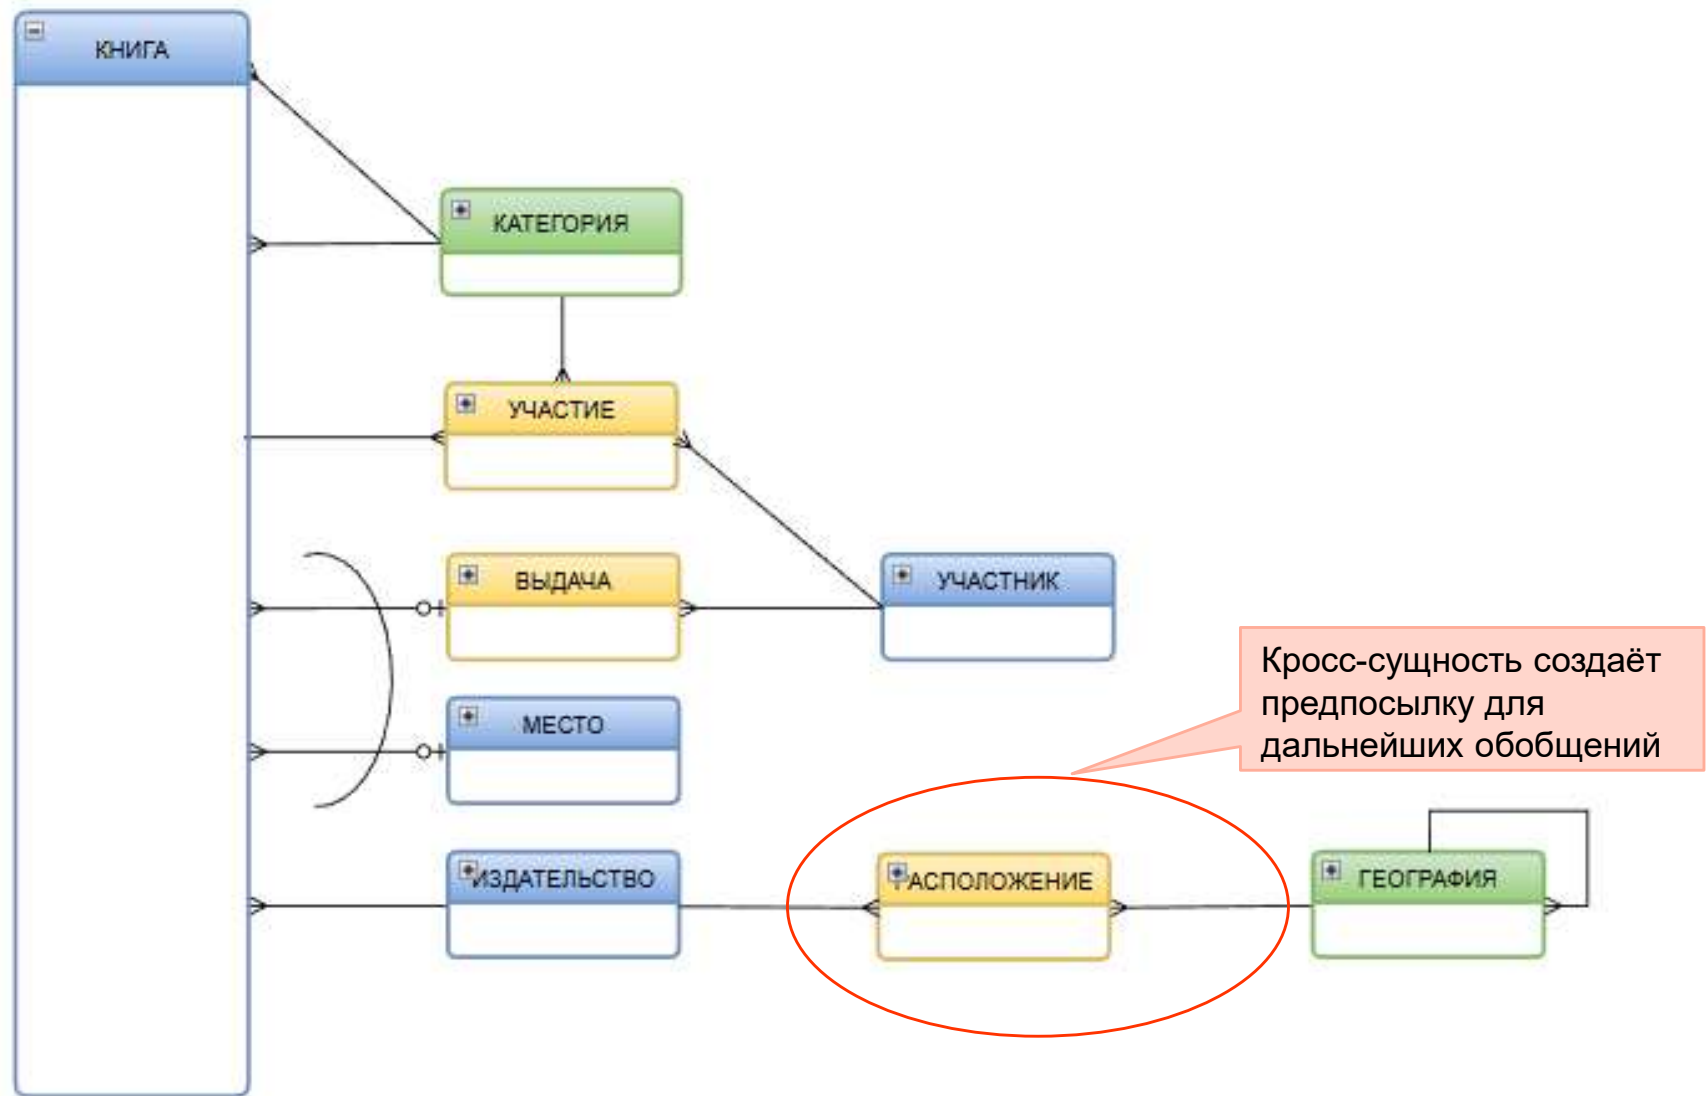 КНИГА
КАТЕГОРИЯ
УЧАСТИЕ
ВЫДАЧА
УЧАСТНИК
Кросс-сущность создаёт
предпосылку для
дальнейших обобщений
МЕСТО
ИЗДАТЕЛЬСТВО
РАСПОЛОЖЕНИЕ
ГЕОГРАФИЯ